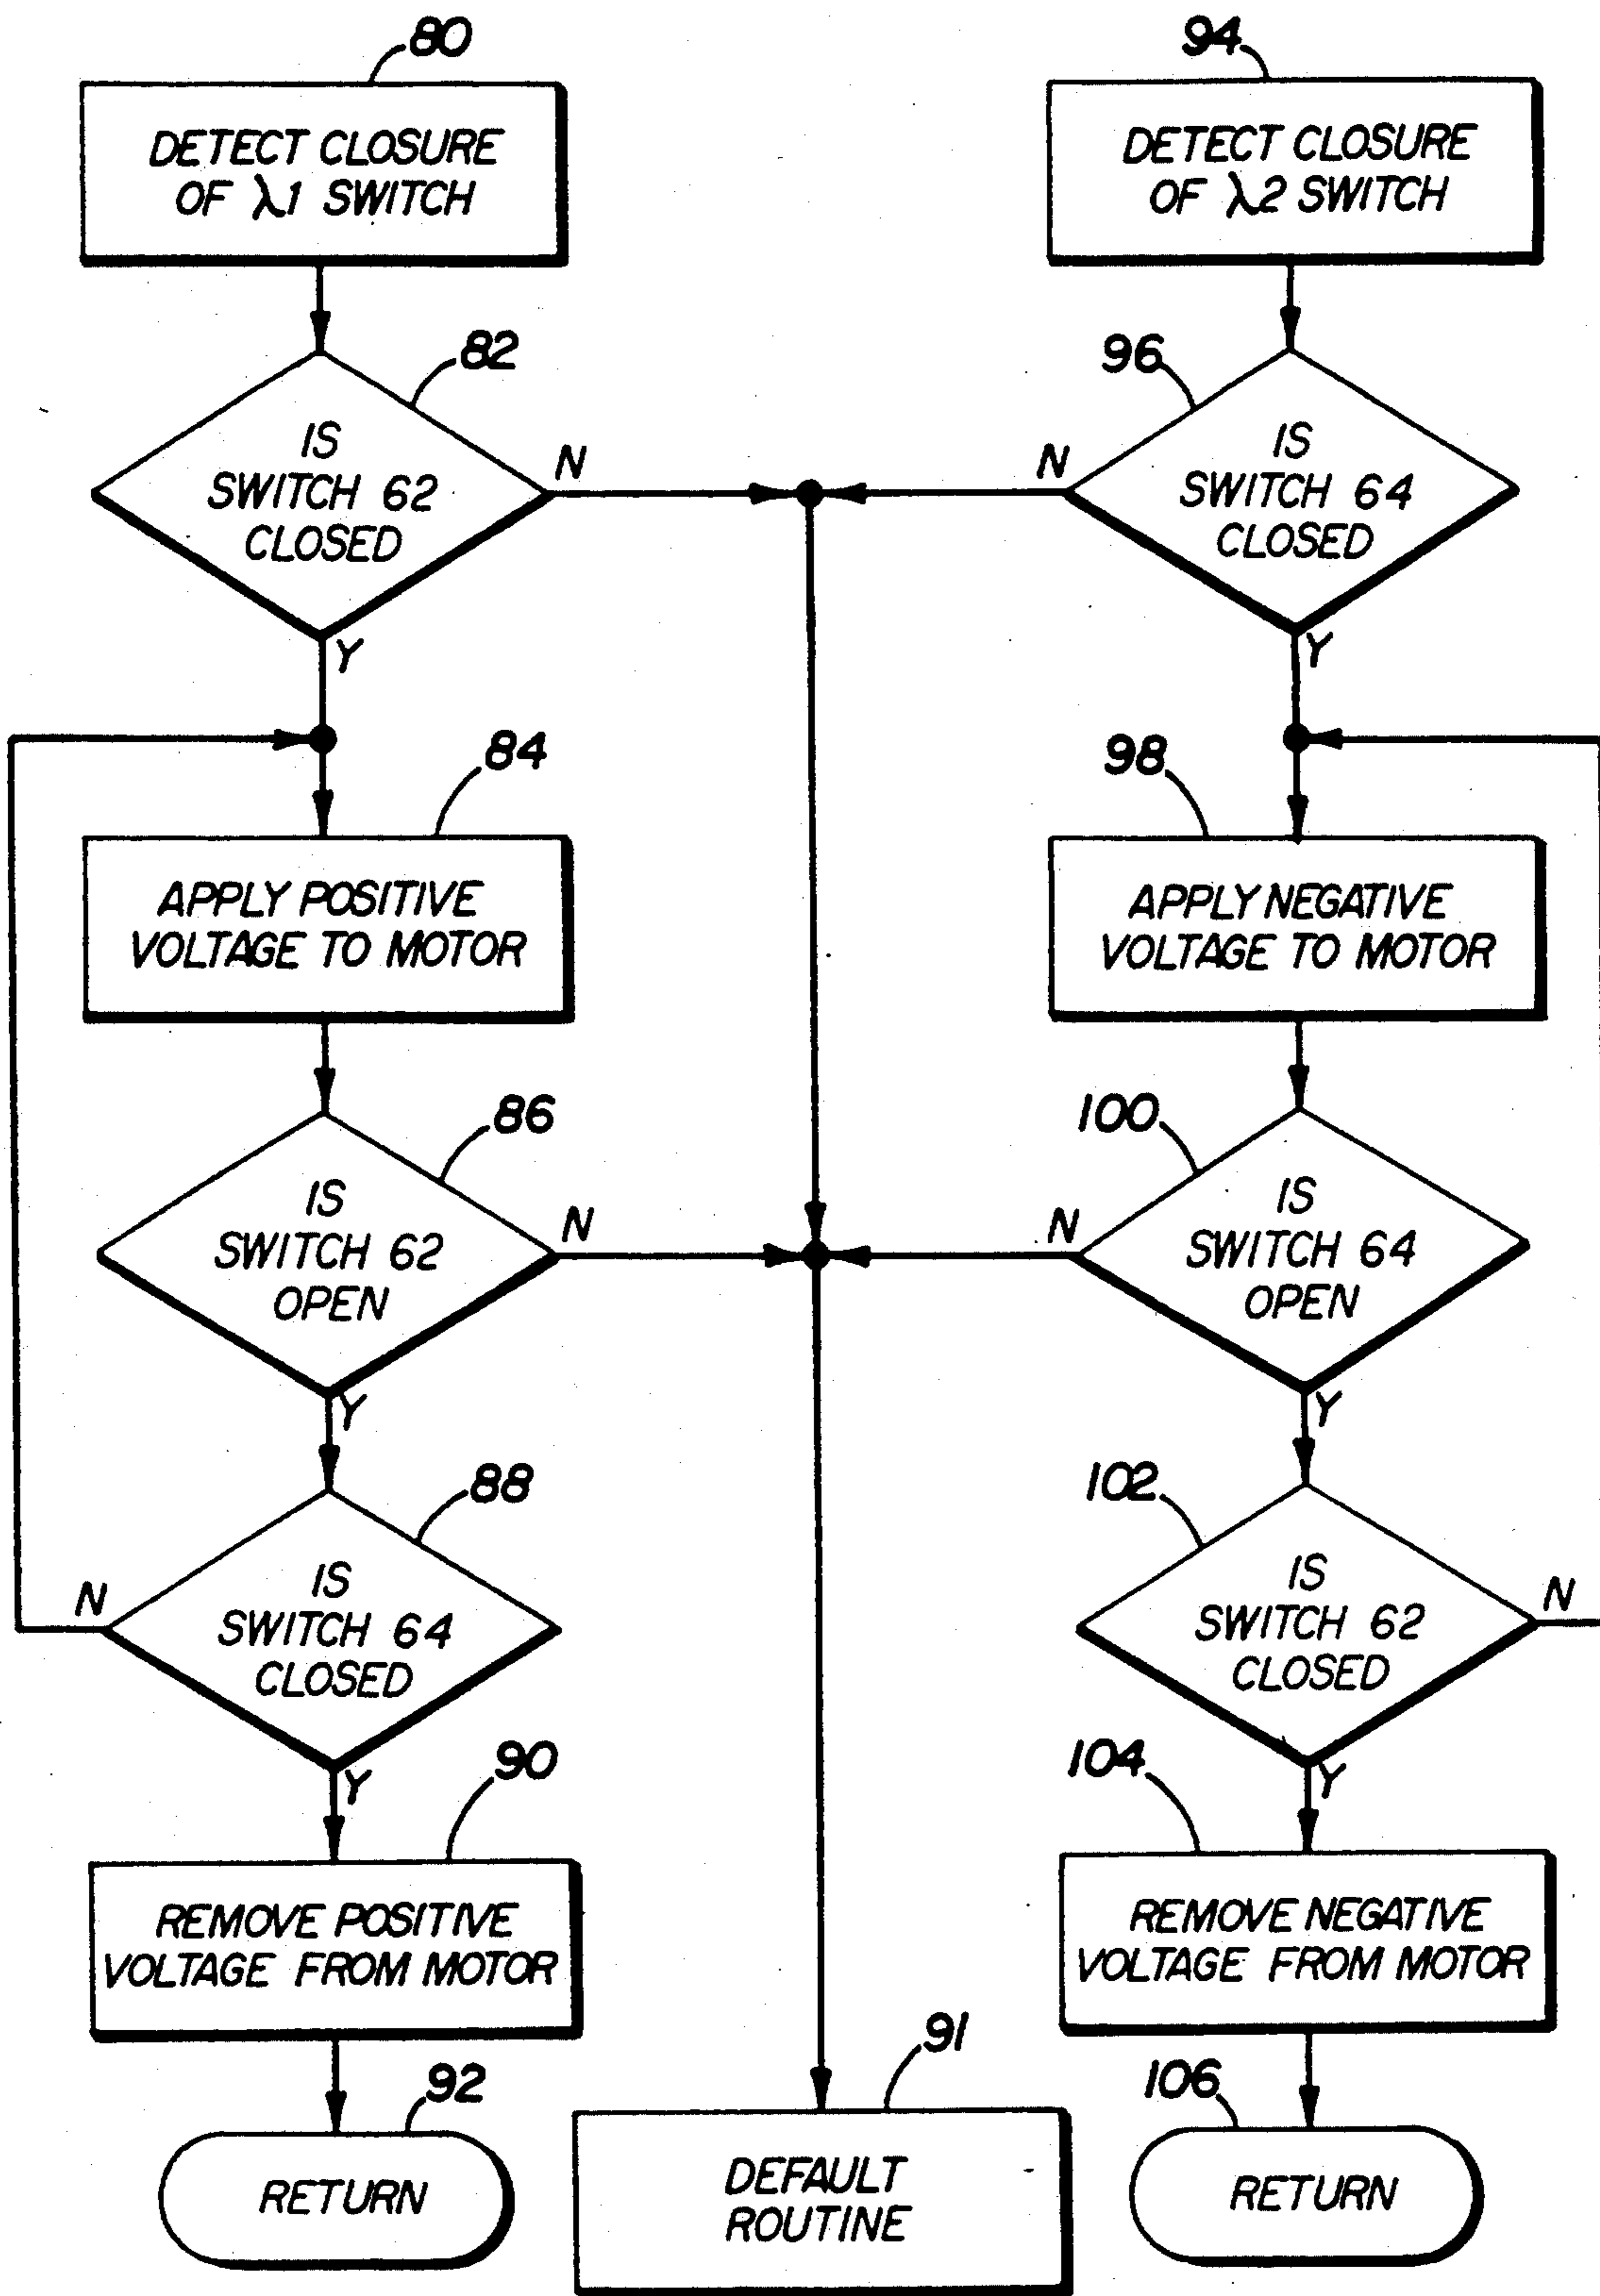 80
DETECT CLOSURE
OF λ1 SWITCH
82
IS
SWITCH 62
CLOSED
N
Y
84
APPLY POSITIVE
VOLTAGE TO MOTOR
86
IS
SWITCH 62
OPEN
N
Y
88
IS
SWITCH 64
CLOSED
N
Y
90
REMOVE POSITIVE
VOLTAGE FROM MOTOR
92
RETURN
91
DEFAULT
ROUTINE
94
DETECT CLOSURE
OF λ2 SWITCH
96
IS
SWITCH 64
CLOSED
N
Y
98
APPLY NEGATIVE
VOLTAGE TO MOTOR
100
IS
SWITCH 64
OPEN
N
Y
102
IS
SWITCH 62
CLOSED
N
Y
104
REMOVE NEGATIVE
VOLTAGE FROM MOTOR
106
RETURN